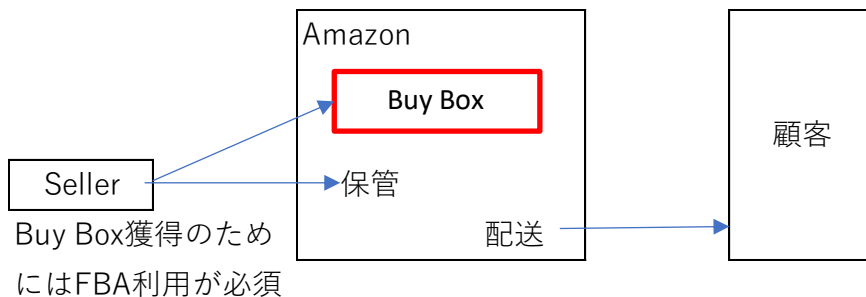 Amazon
Buy Box
顧客
Seller
保管
Buy Box獲得のため
にはFBA利用が必須
配送